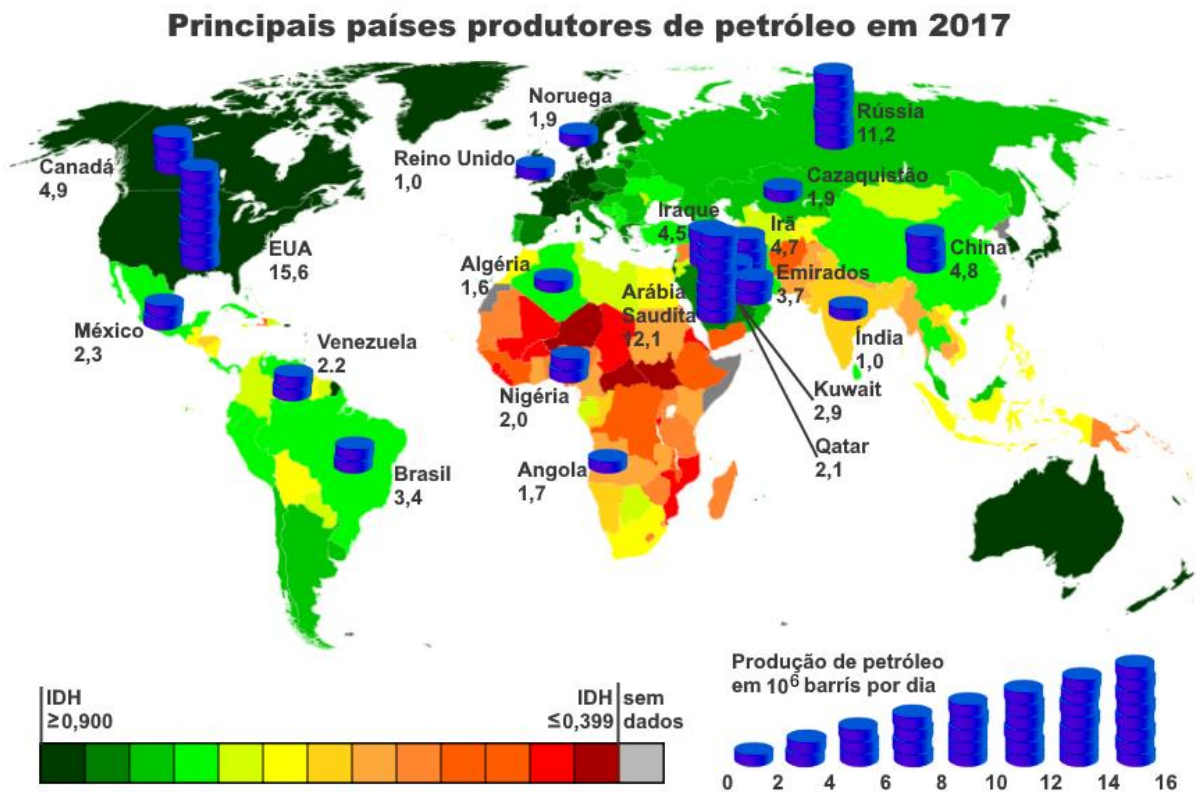 Principais países produtores de petróleo em 2017
Noruega
1,9
Rússia
11,2
Canadá
4,9
Reino Unido
1,0
Cazaquistão
1,9
Iraque
4,5
Irã
4,7
China
4,8
EUA
15,6
Algéria
1,6
Arábia
Saudita
12,1
Emirados
3,7
México
2,3
Venezuela
2.2
Índia
1,0
Nigéria
2,0
Kuwait
2,9
Qatar
2,1
Brasil
3,4
Angola
1,7
IDH
≥0,900
IDH
≤0,399
sem
dados
Produção de petróleo
em 10⁶ barrís por dia
0 2 4 6 8 10 12 14 16